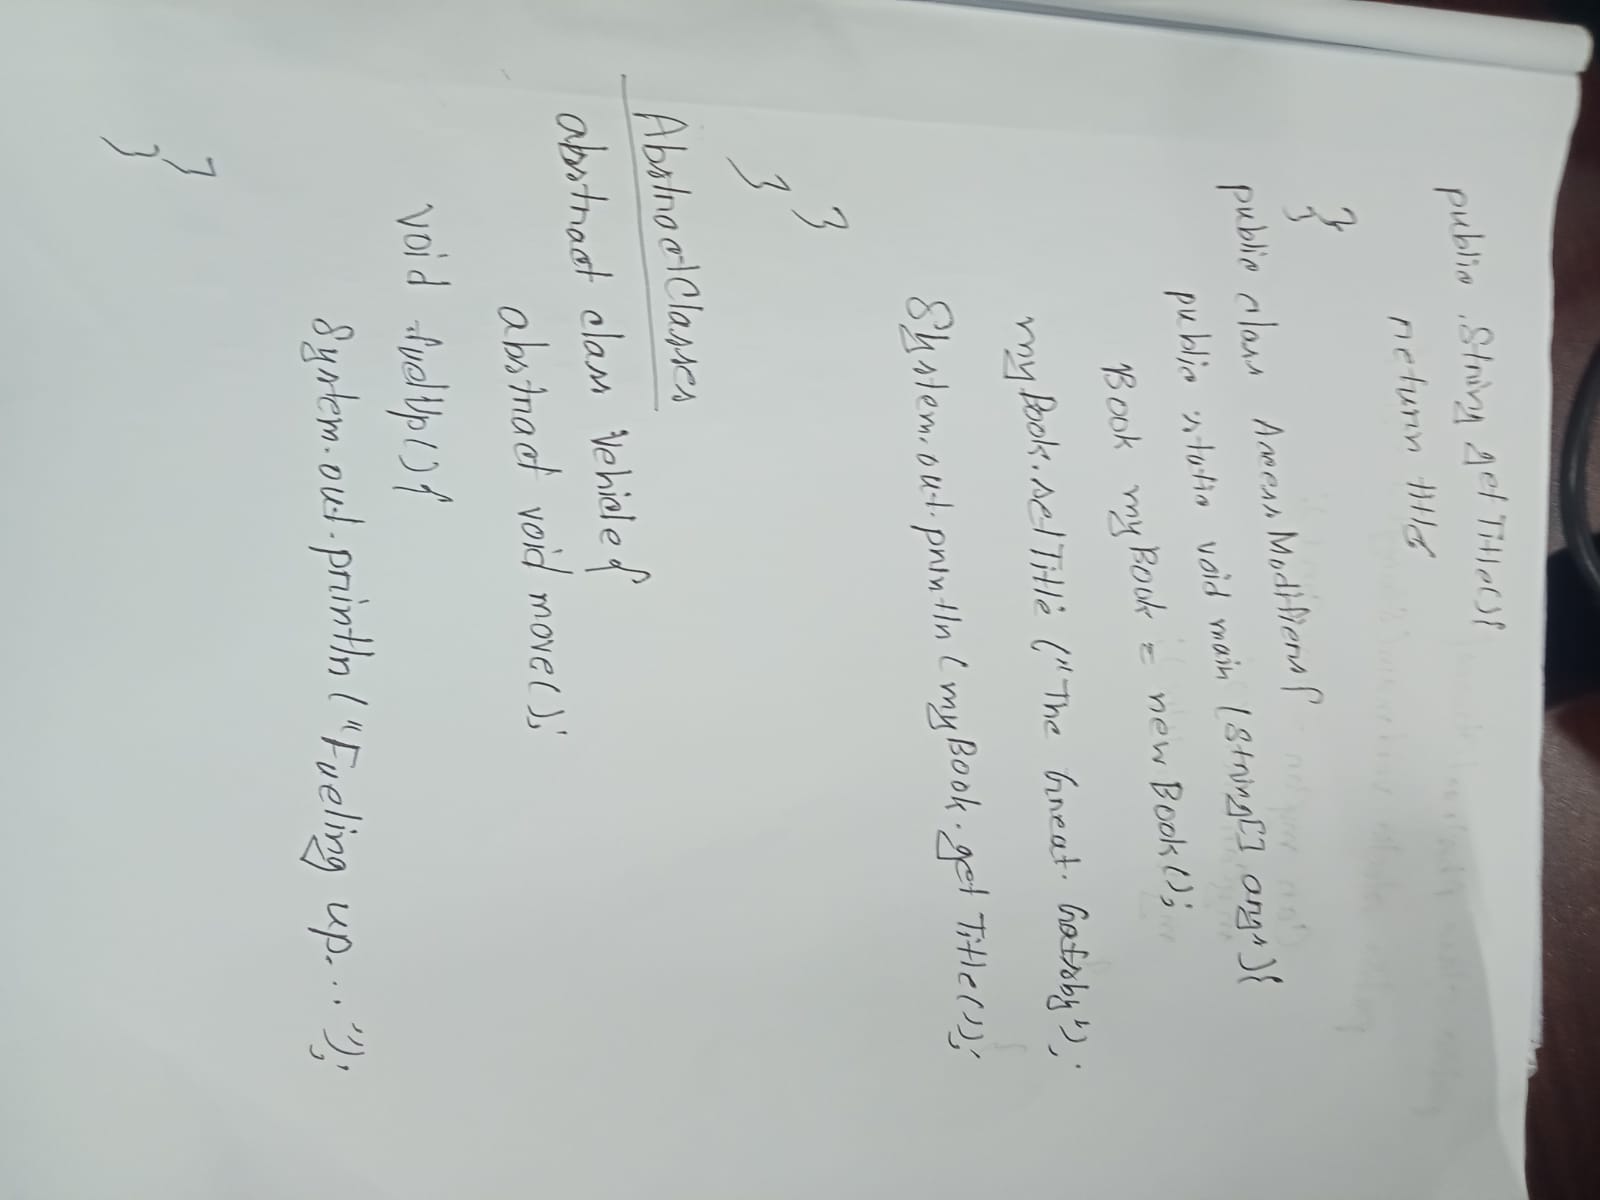 public String getTitle(){
return title
}
}
public class AccessModifiers{
public static void main (String[] args){
Book myBook = new Book();
myBook.setTitle ("The Great Gatsby");
System.out.println (myBook.getTitle());
}
}
Abstract Classes
abstract class Vehicle{
abstract void move();
void fuelUp(){
System.out.println ("Fueling up...");
}
}